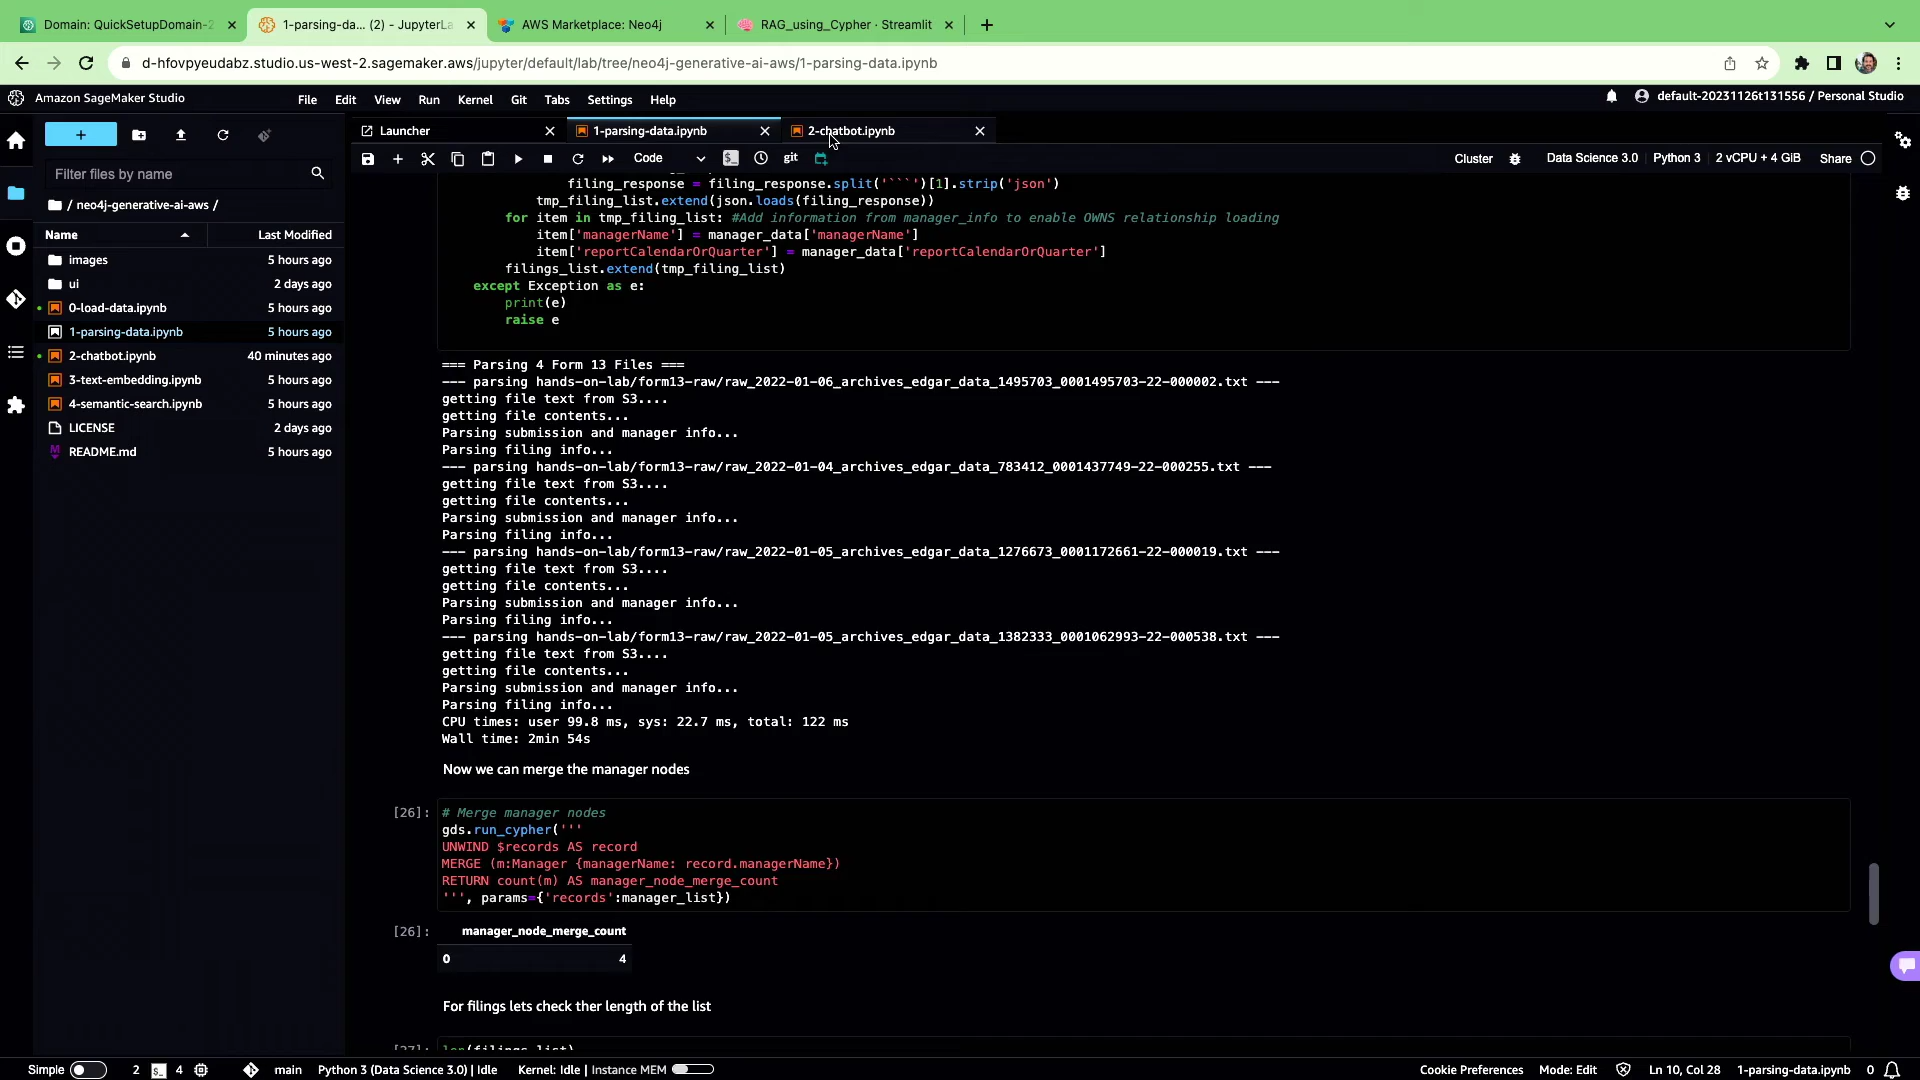 Domain: QuickSetupDomain-2
1-parsing-da... (2) - JupyterLa
AWS Marketplace: Neo4j
RAG_using_Cypher · Streamlit
d-hfovpyeudabz.studio.us-west-2.sagemaker.aws/jupyter/default/lab/tree/neo4j-generative-ai-aws/1-parsing-data.ipynb
Amazon SageMaker Studio
File Edit View Run Kernel Git Tabs Settings Help
default-20231126t131556 / Personal Studio
Launcher
1-parsing-data.ipynb
2-chatbot.ipynb
Code
git
Cluster
Data Science 3.0
Python 3
2 vCPU + 4 GiB
Share
Filter files by name
/ neo4j-generative-ai-aws /
Name Last Modified
images 5 hours ago
ui 2 days ago
0-load-data.ipynb 5 hours ago
1-parsing-data.ipynb 5 hours ago
2-chatbot.ipynb 40 minutes ago
3-text-embedding.ipynb 5 hours ago
4-semantic-search.ipynb 5 hours ago
LICENSE 2 days ago
README.md 5 hours ago
filing_response = filing_response.split('```')[1].strip('json')
tmp_filing_list.extend(json.loads(filing_response))
for item in tmp_filing_list: #Add information from manager_info to enable OWNS relationship loading
item['managerName'] = manager_data['managerName']
item['reportCalendarOrQuarter'] = manager_data['reportCalendarOrQuarter']
filings_list.extend(tmp_filing_list)
except Exception as e:
print(e)
raise e
=== Parsing 4 Form 13 Files ===
--- parsing hands-on-lab/form13-raw/raw_2022-01-06_archives_edgar_data_1495703_0001495703-22-000002.txt ---
getting file text from S3....
getting file contents...
Parsing submission and manager info...
Parsing filing info...
--- parsing hands-on-lab/form13-raw/raw_2022-01-04_archives_edgar_data_783412_0001437749-22-000255.txt ---
getting file text from S3....
getting file contents...
Parsing submission and manager info...
Parsing filing info...
--- parsing hands-on-lab/form13-raw/raw_2022-01-05_archives_edgar_data_1276673_0001172661-22-000019.txt ---
getting file text from S3....
getting file contents...
Parsing submission and manager info...
Parsing filing info...
--- parsing hands-on-lab/form13-raw/raw_2022-01-05_archives_edgar_data_1382333_0001062993-22-000538.txt ---
getting file text from S3....
getting file contents...
Parsing submission and manager info...
Parsing filing info...
CPU times: user 99.8 ms, sys: 22.7 ms, total: 122 ms
Wall time: 2min 54s
Now we can merge the manager nodes
[26]: # Merge manager nodes
gds.run_cypher('''
UNWIND $records AS record
MERGE (m:Manager {managerName: record.managerName})
RETURN count(m) AS manager_node_merge_count
''', params={'records':manager_list})
[26]: manager_node_merge_count
0 4
For filings lets check ther length of the list
[27]: len(filings_list)
Simple 2 4 main Python 3 (Data Science 3.0) | Idle Kernel: Idle | Instance MEM
Cookie Preferences Mode: Edit Ln 10, Col 28 1-parsing-data.ipynb 0